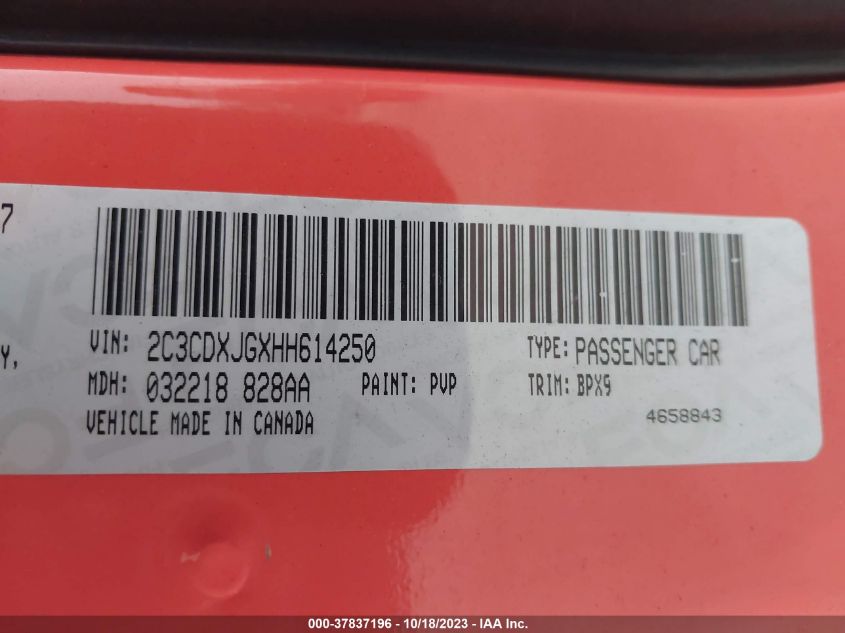 7
VIN: 2C3CDXJGXHH614250 TYPE: PASSENGER CAR
Y,
MDH: 032218 828AA PAINT: PVP TRIM: BPX9
VEHICLE MADE IN CANADA 4658843
000-37837196 - 10/18/2023 - IAA Inc.